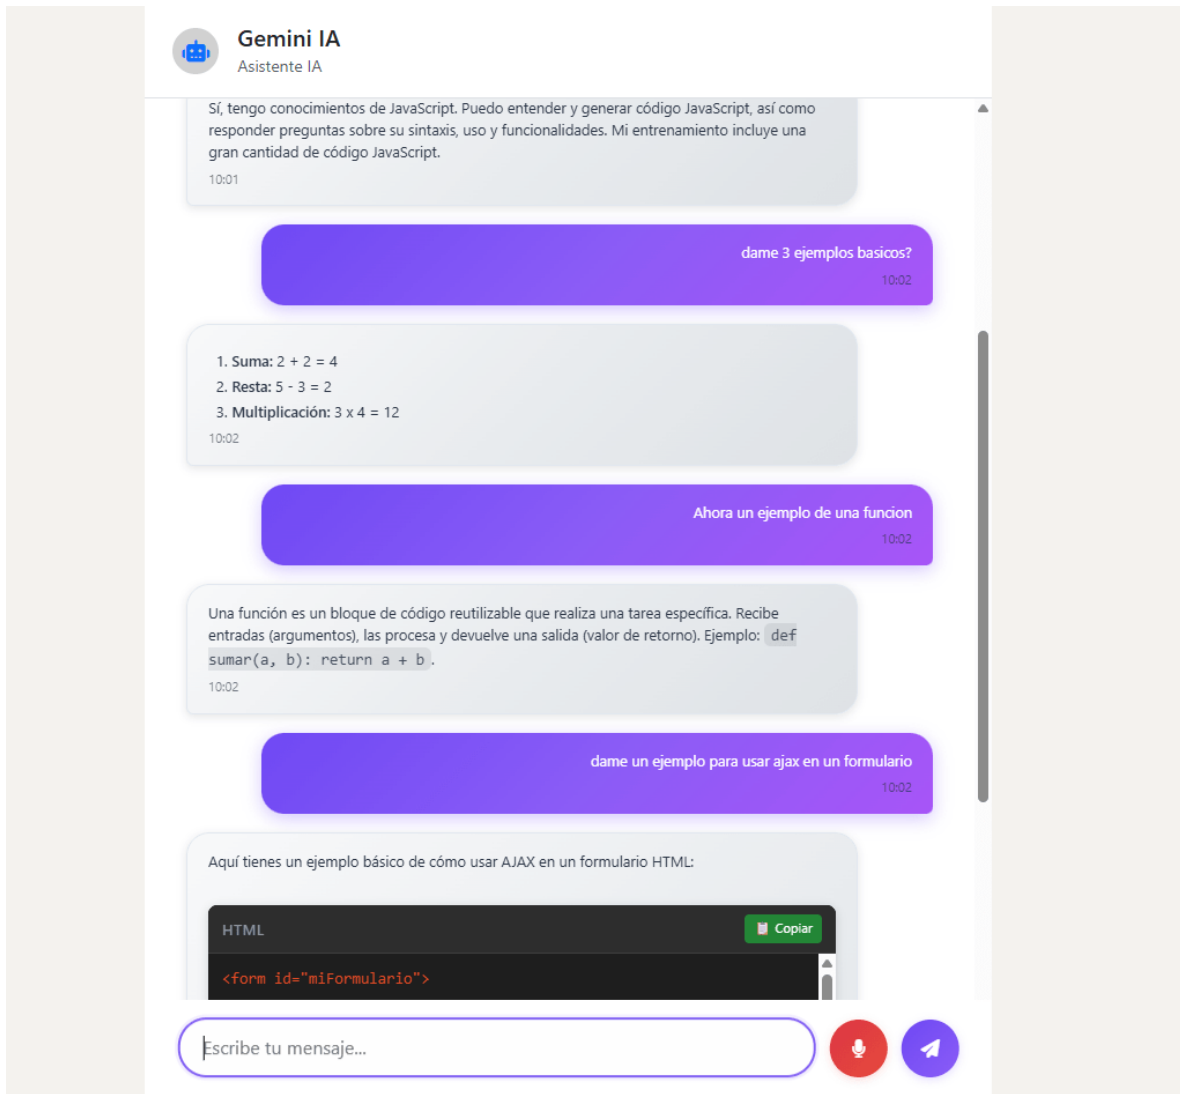 Gemini IA
Asistente IA
Sí, tengo conocimientos de JavaScript. Puedo entender y generar código JavaScript, así como
responder preguntas sobre su sintaxis, uso y funcionalidades. Mi entrenamiento incluye una
gran cantidad de código JavaScript.
10:01
dame 3 ejemplos basicos?
10:02
1. Suma: 2 + 2 = 4
2. Resta: 5 - 3 = 2
3. Multiplicación: 3 x 4 = 12
10:02
Ahora un ejemplo de una funcion
10:02
Una función es un bloque de código reutilizable que realiza una tarea específica. Recibe
entradas (argumentos), las procesa y devuelve una salida (valor de retorno). Ejemplo: def
sumar(a, b): return a + b.
10:02
dame un ejemplo para usar ajax en un formulario
10:02
Aquí tienes un ejemplo básico de cómo usar AJAX en un formulario HTML:
HTML
Copiar
<form id="miFormulario">
Escribe tu mensaje...